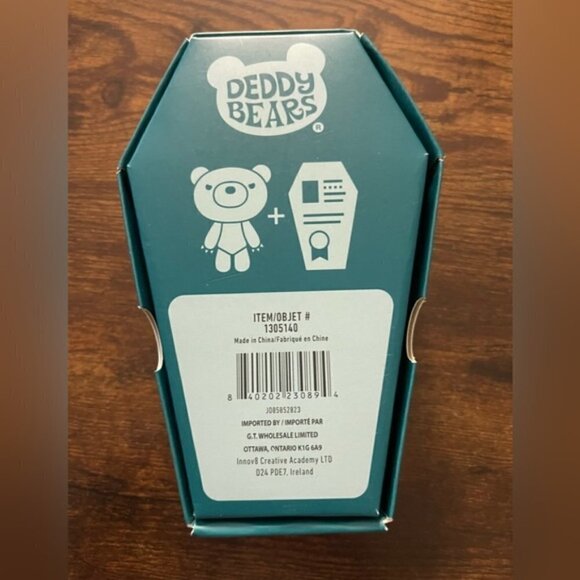 DEDDY
BEARS
®
+
ITEM/OBJET #
1305140
Made in China/Fabriqué en Chine
8 40202 23089 4
J085852823
IMPORTED BY / IMPORTÉ PAR
G.T. WHOLESALE LIMITED
OTTAWA, ONTARIO K1G 6A9
Innov8 Creative Academy LTD
D24 PDE7, Ireland